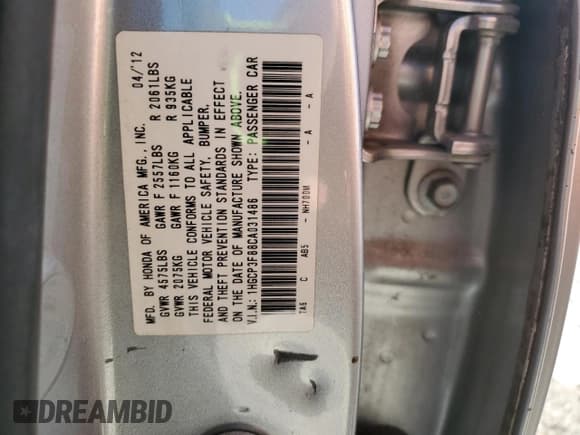 MFD. BY HONDA OF AMERICA MFG., INC. 04/'12
GVWR 4575LBS GAWR F 2557LBS R 2061LBS
GVWR 2075KG GAWR F 1160KG R 935KG
THIS VEHICLE CONFORMS TO ALL APPLICABLE
FEDERAL MOTOR VEHICLE SAFETY, BUMPER,
AND THEFT PREVENTION STANDARDS IN EFFECT
ON THE DATE OF MANUFACTURE SHOWN ABOVE.
V.I.N.: 1HGCP3F88CA031466 TYPE: PASSENGER CAR
TA6 C AB5 - NH700M - A - A
DREAMBID